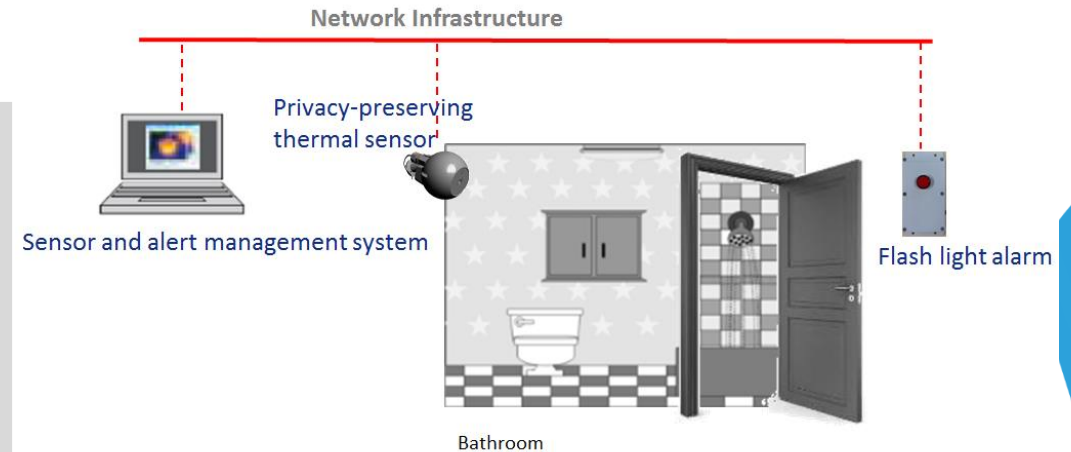 Network Infrastructure
Privacy-preserving
thermal sensor
Sensor and alert management system
Flash light alarm
Bathroom